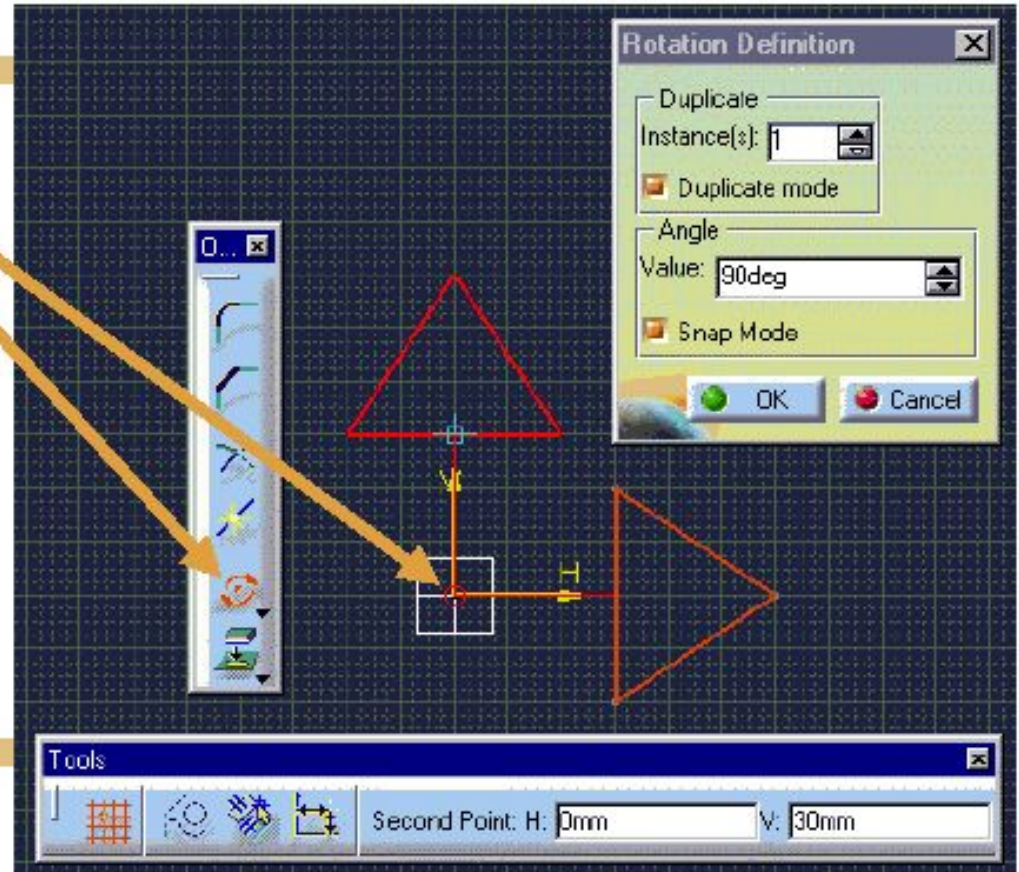 Rotation Definition
Duplicate
Instance(s): 1
Duplicate mode
Angle
Value: 90deg
Snap Mode
OK Cancel
O...
V
H
Tools
Second Point: H: 0mm V: 30mm